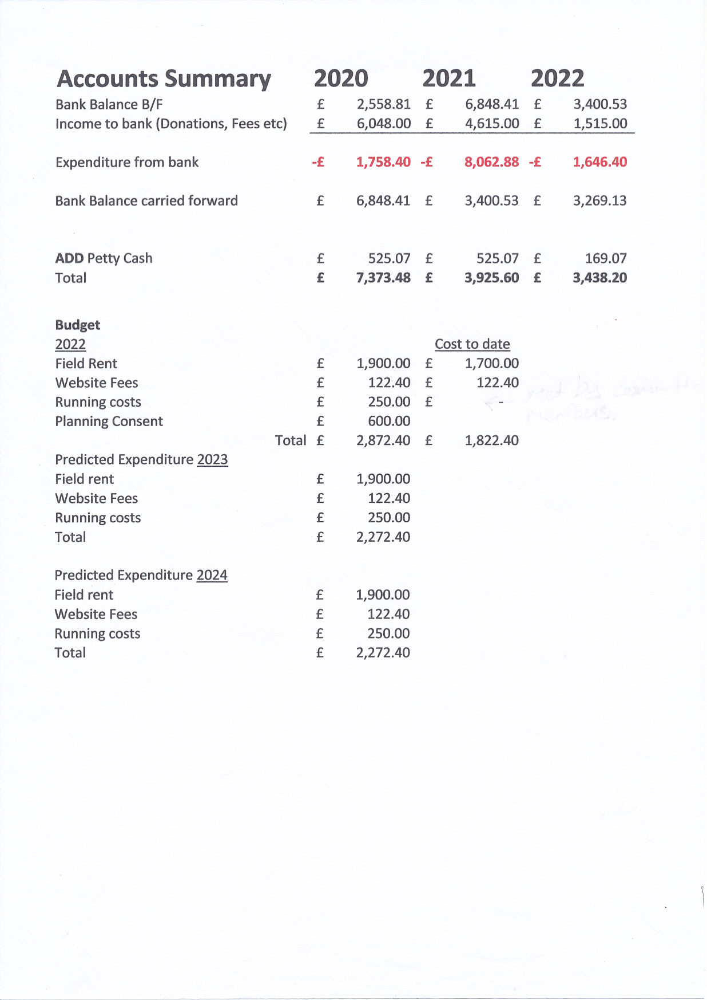 Accounts Summary 2020 2021 2022
Bank Balance B/F £ 2,558.81 £ 6,848.41 £ 3,400.53
Income to bank (Donations, Fees etc) £ 6,048.00 £ 4,615.00 £ 1,515.00
Expenditure from bank -£ 1,758.40 -£ 8,062.88 -£ 1,646.40
Bank Balance carried forward £ 6,848.41 £ 3,400.53 £ 3,269.13
ADD Petty Cash £ 525.07 £ 525.07 £ 169.07
Total £ 7,373.48 £ 3,925.60 £ 3,438.20
Budget
2022 Cost to date
Field Rent £ 1,900.00 £ 1,700.00
Website Fees £ 122.40 £ 122.40
Running costs £ 250.00 £ - ← met by
members.
Planning Consent £ 600.00
Total £ 2,872.40 £ 1,822.40
Predicted Expenditure 2023
Field rent £ 1,900.00
Website Fees £ 122.40
Running costs £ 250.00
Total £ 2,272.40
Predicted Expenditure 2024
Field rent £ 1,900.00
Website Fees £ 122.40
Running costs £ 250.00
Total £ 2,272.40